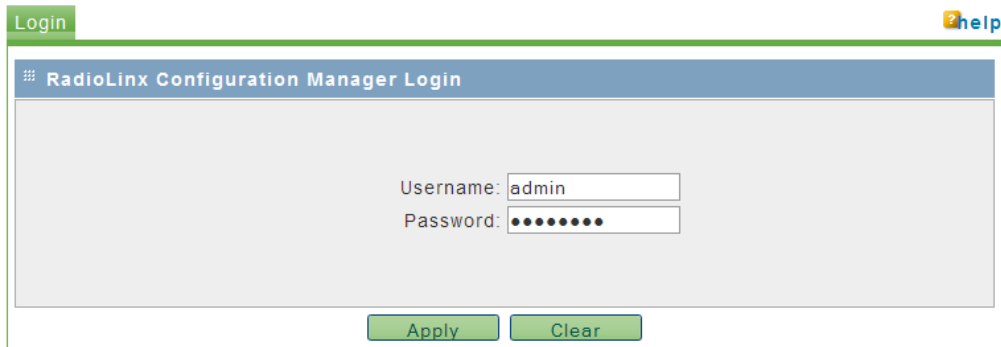 Login
help
RadioLinx Configuration Manager Login
Username: admin
Password: ●●●●●●●●
Apply Clear